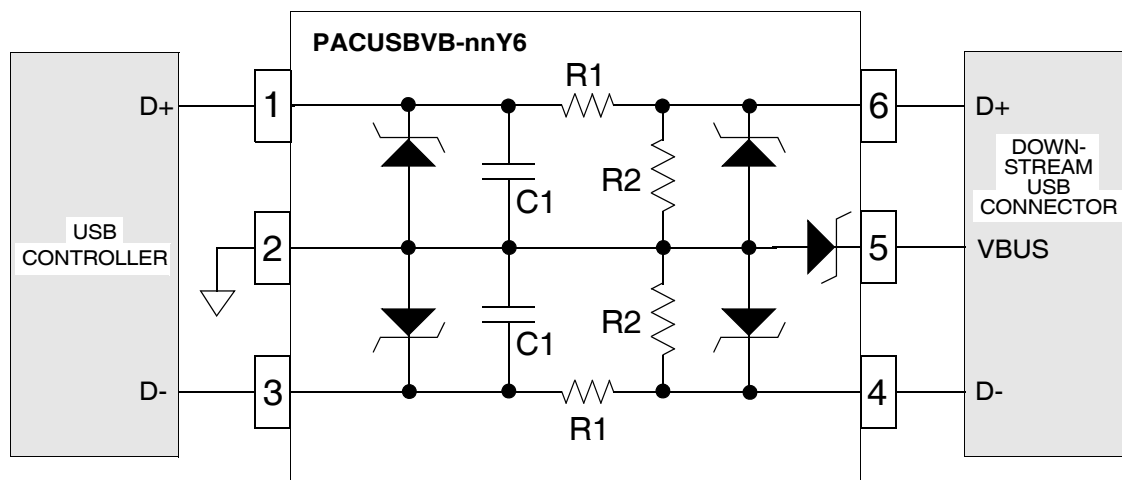 PACUSBVB-nnY6
R1
D+
1
6
D+
DOWN-
STREAM
USB
CONNECTOR
R2
C1
USB
CONTROLLER
2
5
VBUS
R2
C1
D-
3
4
D-
R1